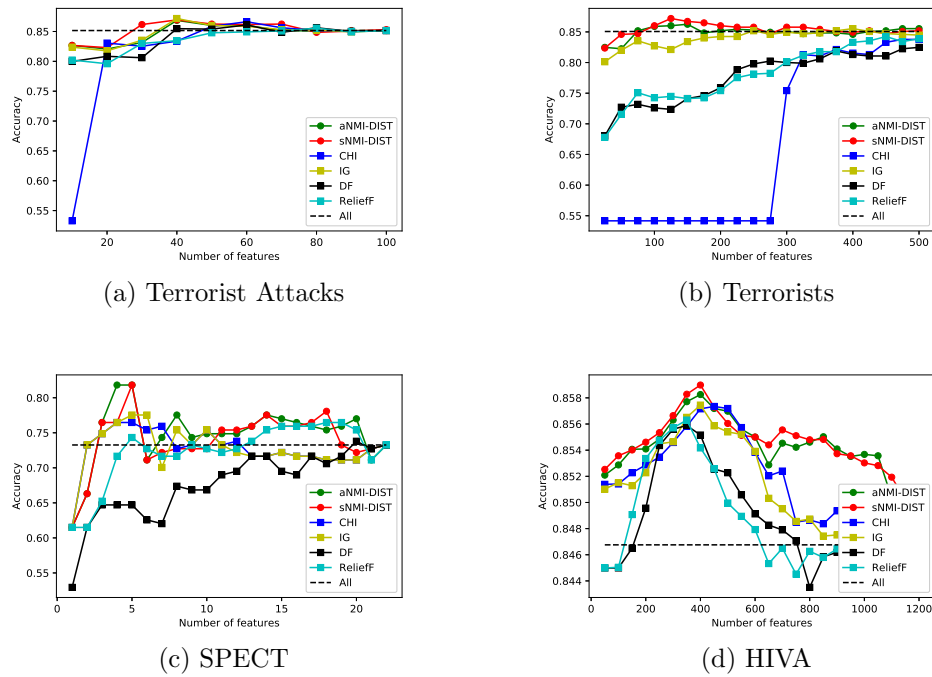 0.85
0.80
0.75
0.70
0.65
0.60
0.55
Accuracy
aNMI-DIST
sNMI-DIST
CHI
IG
DF
ReliefF
All
20 40 60 80 100
Number of features
(a) Terrorist Attacks
0.85
0.80
0.75
0.70
0.65
0.60
0.55
Accuracy
aNMI-DIST
sNMI-DIST
CHI
IG
DF
ReliefF
All
100 200 300 400 500
Number of features
(b) Terrorists
0.80
0.75
0.70
0.65
0.60
0.55
Accuracy
aNMI-DIST
sNMI-DIST
CHI
IG
DF
ReliefF
All
0 5 10 15 20
Number of features
(c) SPECT
0.858
0.856
0.854
0.852
0.850
0.848
0.846
0.844
Accuracy
aNMI-DIST
sNMI-DIST
CHI
IG
DF
ReliefF
All
0 200 400 600 800 1000 1200
Number of features
(d) HIVA